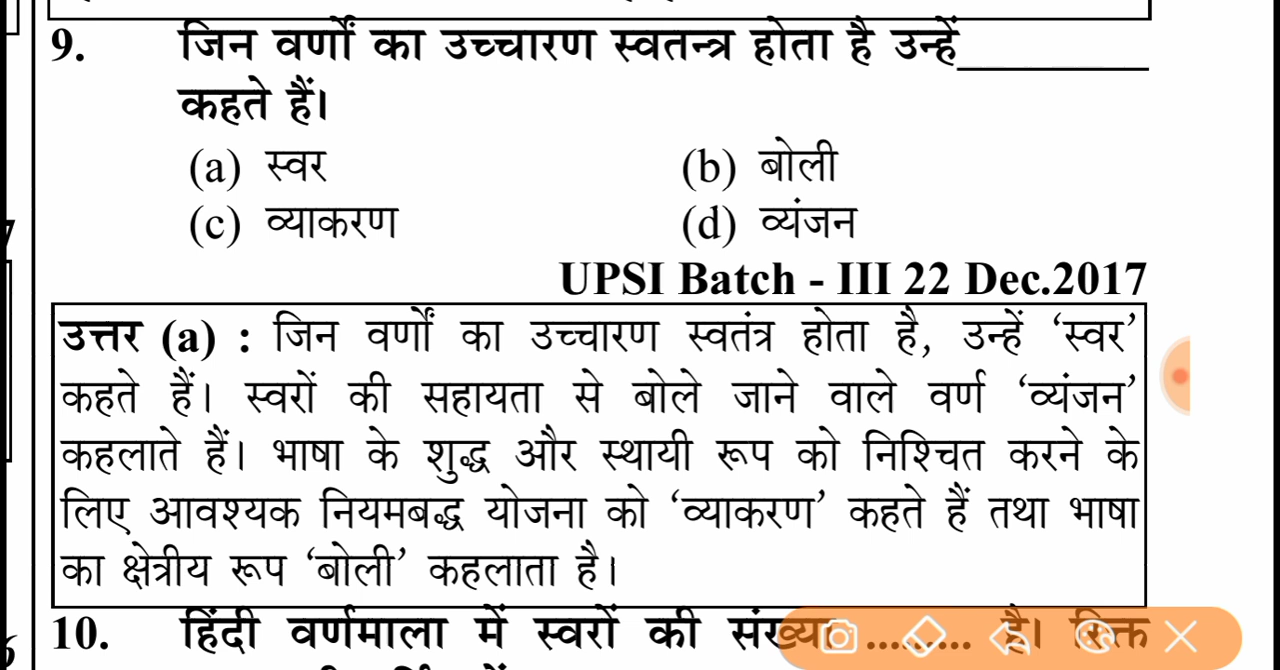 9. जिन वर्णों का उच्चारण स्वतन्त्र होता है उन्हें__________
कहते हैं।
(a) स्वर (b) बोली
(c) व्याकरण (d) व्यंजन
UPSI Batch - III 22 Dec.2017
उत्तर (a) : जिन वर्णों का उच्चारण स्वतंत्र होता है, उन्हें ‘स्वर’
कहते हैं। स्वरों की सहायता से बोले जाने वाले वर्ण ‘व्यंजन’
कहलाते हैं। भाषा के शुद्ध और स्थायी रूप को निश्चित करने के
लिए आवश्यक नियमबद्ध योजना को ‘व्याकरण’ कहते हैं तथा भाषा
का क्षेत्रीय रूप ‘बोली’ कहलाता है।
10. हिंदी वर्णमाला में स्वरों की संख्या ......... है। रिक्त